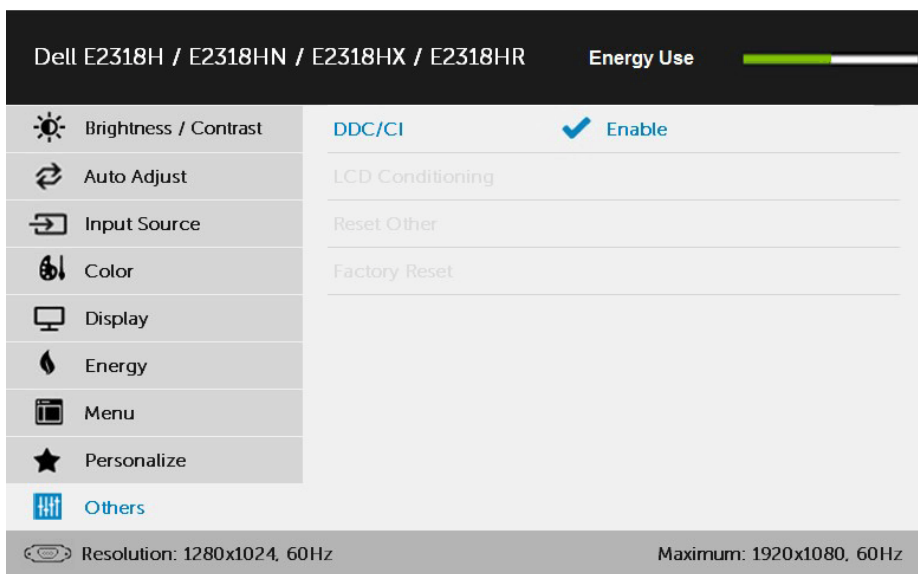 Dell E2318H / E2318HN / E2318HX / E2318HR Energy Use
Brightness / Contrast
Auto Adjust
Input Source
Color
Display
Energy
Menu
Personalize
Others
DDC/CI Enable
LCD Conditioning
Reset Other
Factory Reset
Resolution: 1280x1024, 60Hz Maximum: 1920x1080, 60Hz